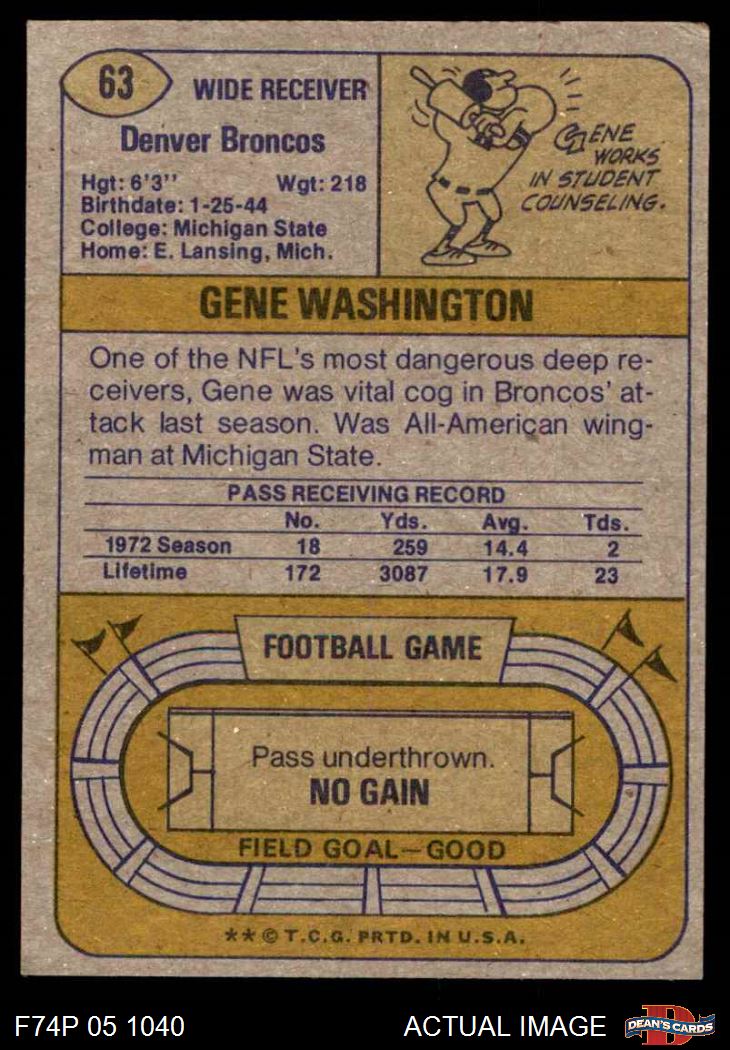 63
WIDE RECEIVER
Denver Broncos
Hgt: 6'3'' Wgt: 218
Birthdate: 1-25-44
College: Michigan State
Home: E. Lansing, Mich.
GENE
WORKS
IN STUDENT
COUNSELING.
GENE WASHINGTON
One of the NFL's most dangerous deep re-
ceivers, Gene was vital cog in Broncos' at-
tack last season. Was All-American wing-
man at Michigan State.
PASS RECEIVING RECORD
No. Yds. Avg. Tds.
1972 Season 18 259 14.4 2
Lifetime 172 3087 17.9 23
FOOTBALL GAME
Pass underthrown.
NO GAIN
FIELD GOAL—GOOD
** © T.C.G. PRTD. IN U.S.A.
F74P 05 1040 ACTUAL IMAGE
D
DEAN'S CARDS